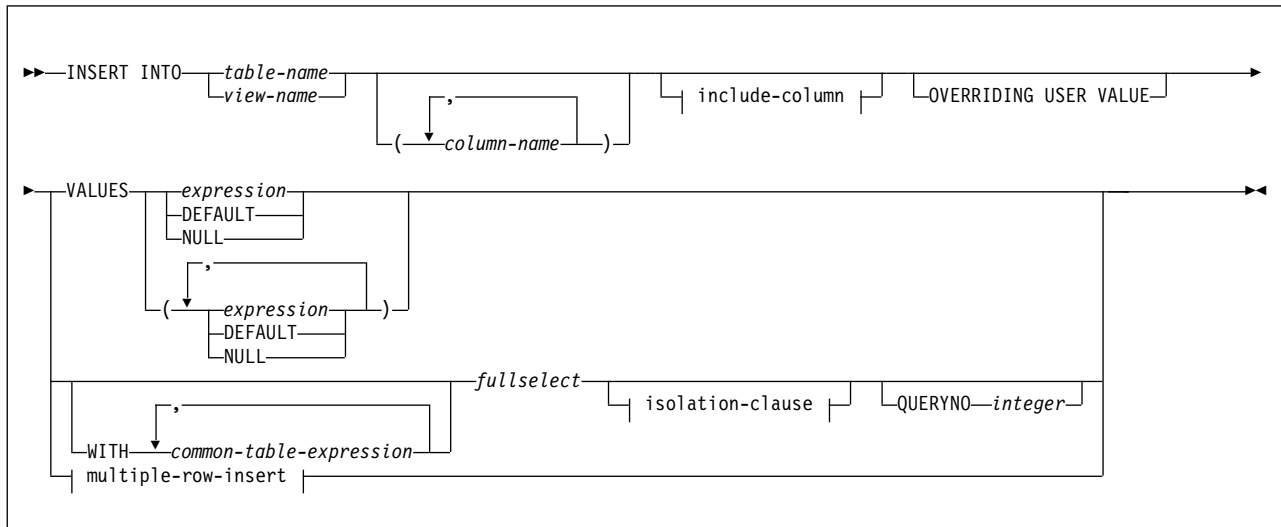 INSERT INTO table-name include-column OVERRIDING USER VALUE
view-name
,
( column-name )
VALUES expression
DEFAULT
NULL
,
( expression )
DEFAULT
NULL
fullselect isolation-clause QUERYNO integer
,
WITH common-table-expression
multiple-row-insert